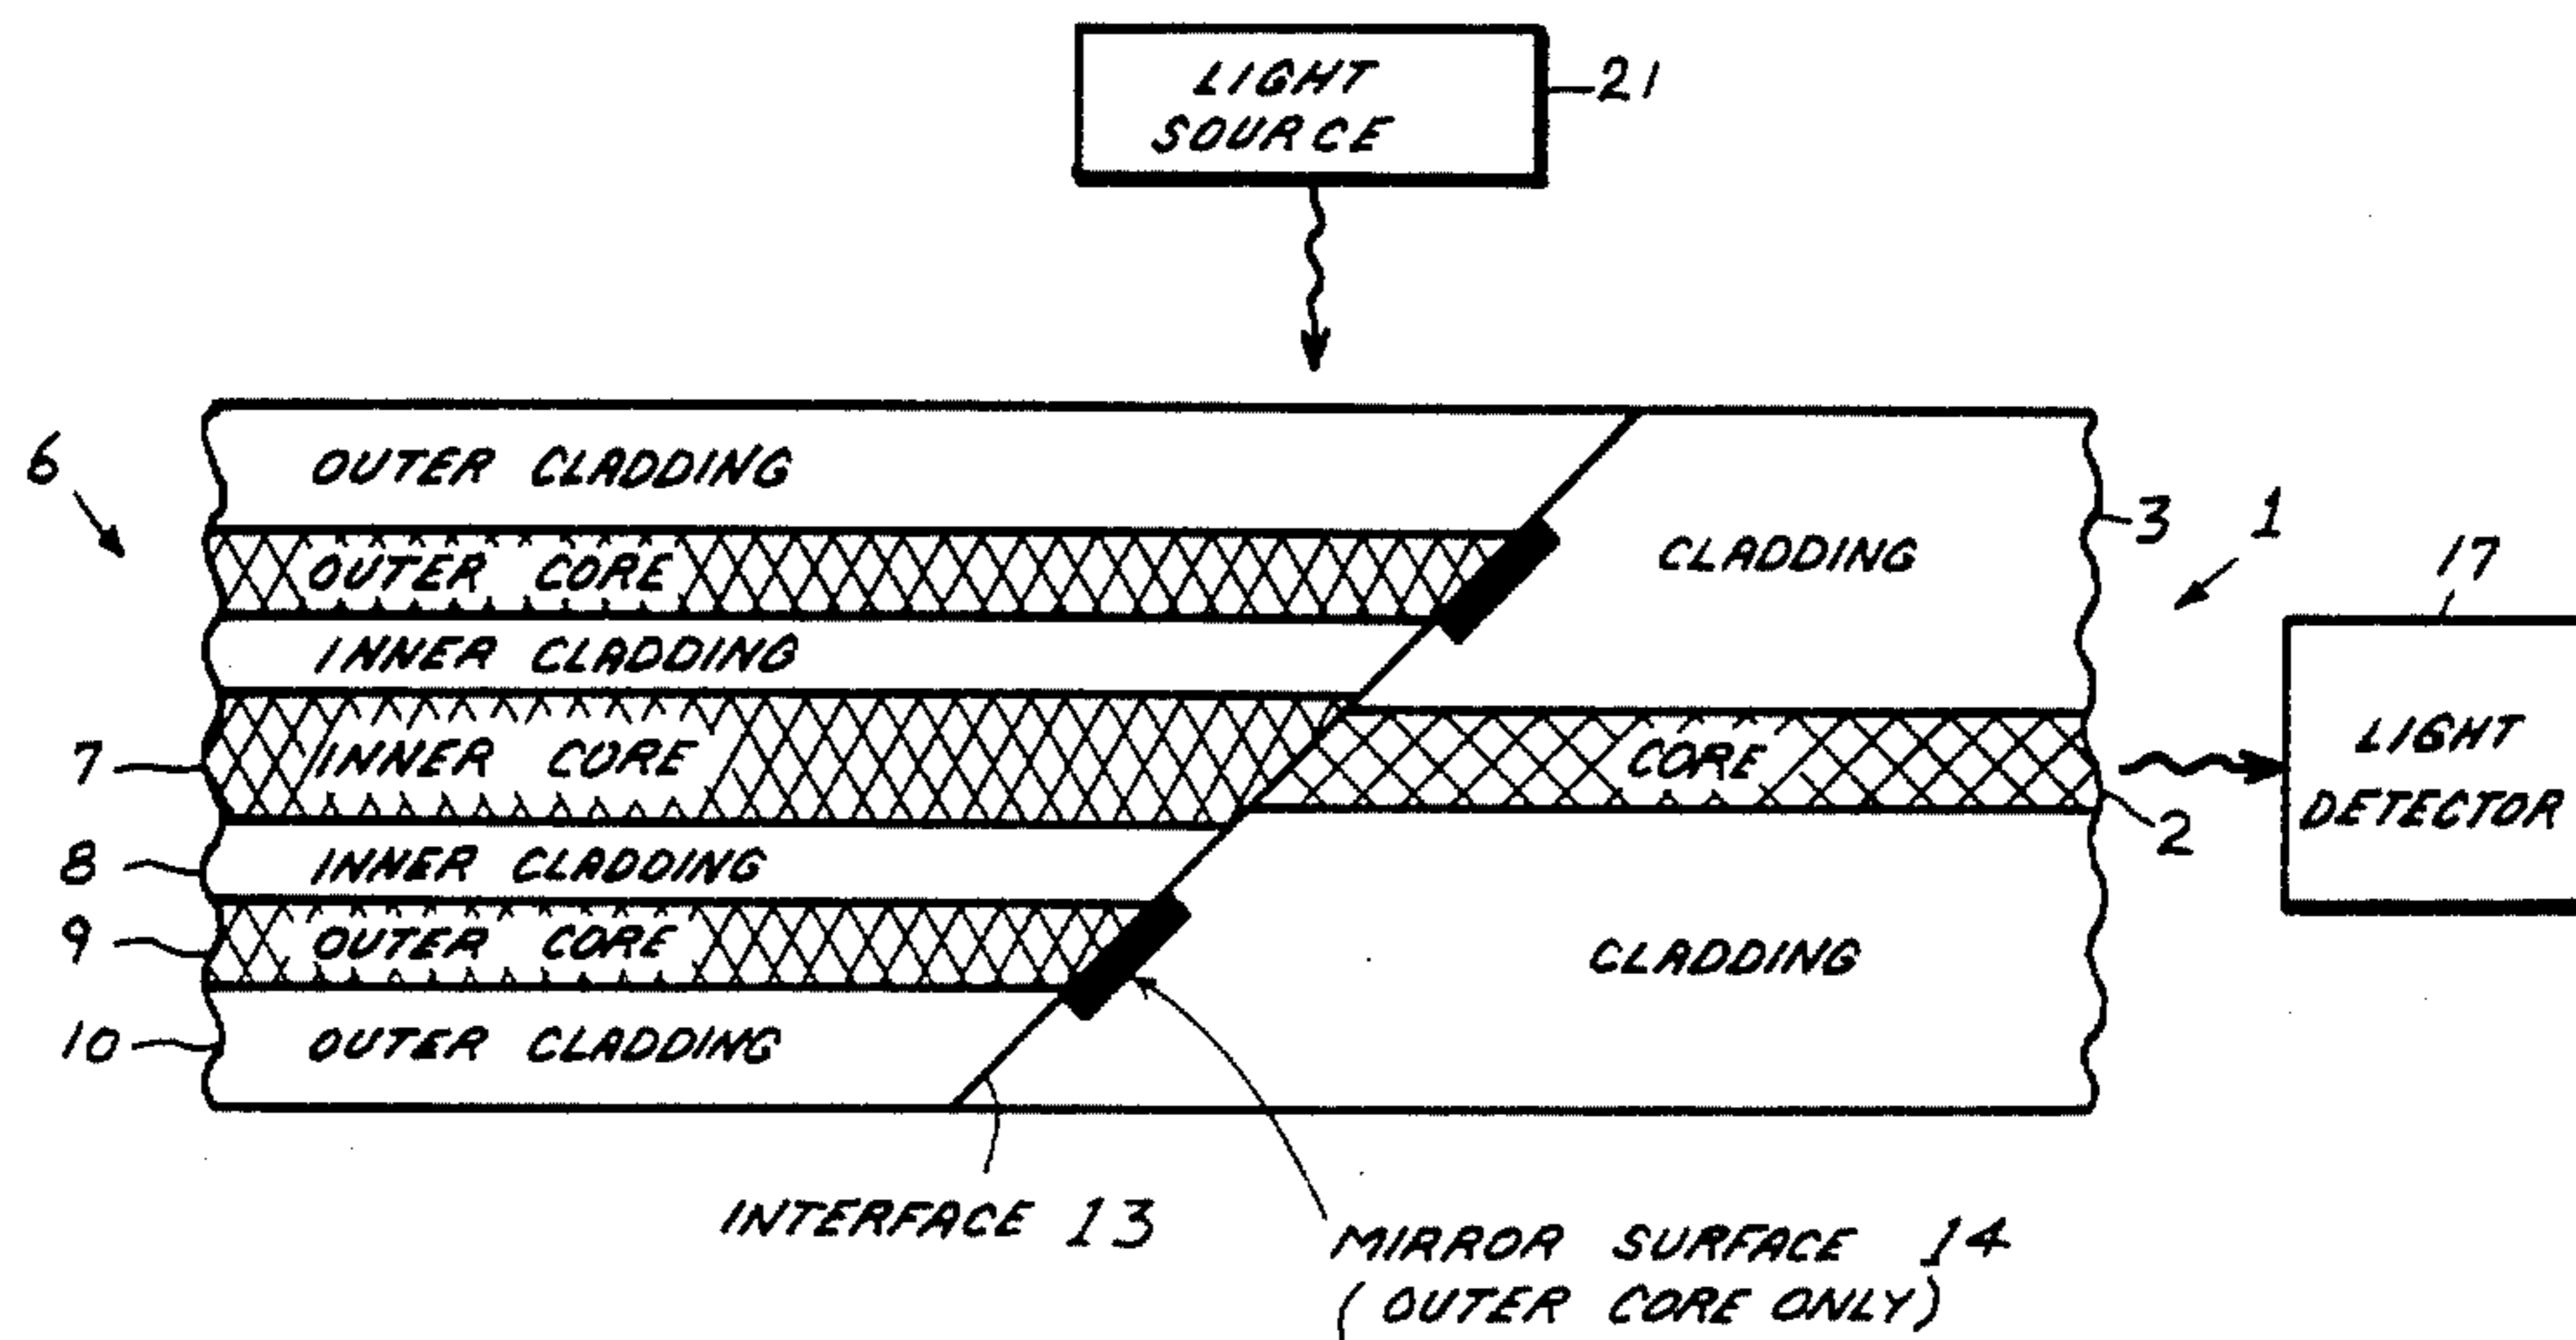 LIGHT
SOURCE
21
6
OUTER CLADDING
OUTER CORE
INNER CLADDING
CLADDING
3
1
17
7
INNER CORE
CORE
LIGHT
DETECTOR
2
8
INNER CLADDING
9
OUTER CORE
CLADDING
10
OUTER CLADDING
INTERFACE 13
MIRROR SURFACE 14
(OUTER CORE ONLY)